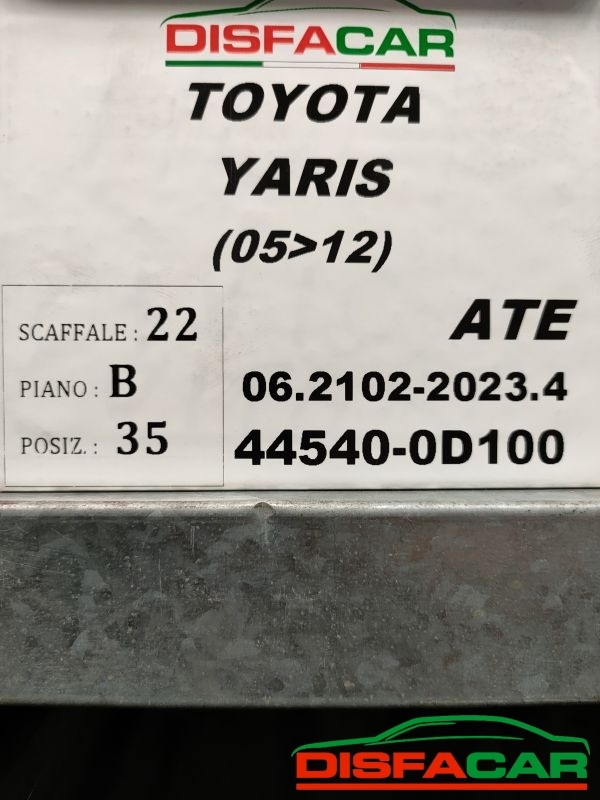 DISFACAR
TOYOTA
YARIS
(05>12)
SCAFFALE : 22
PIANO : B
POSIZ. : 35
ATE
06.2102-2023.4
44540-0D100
DISFACAR